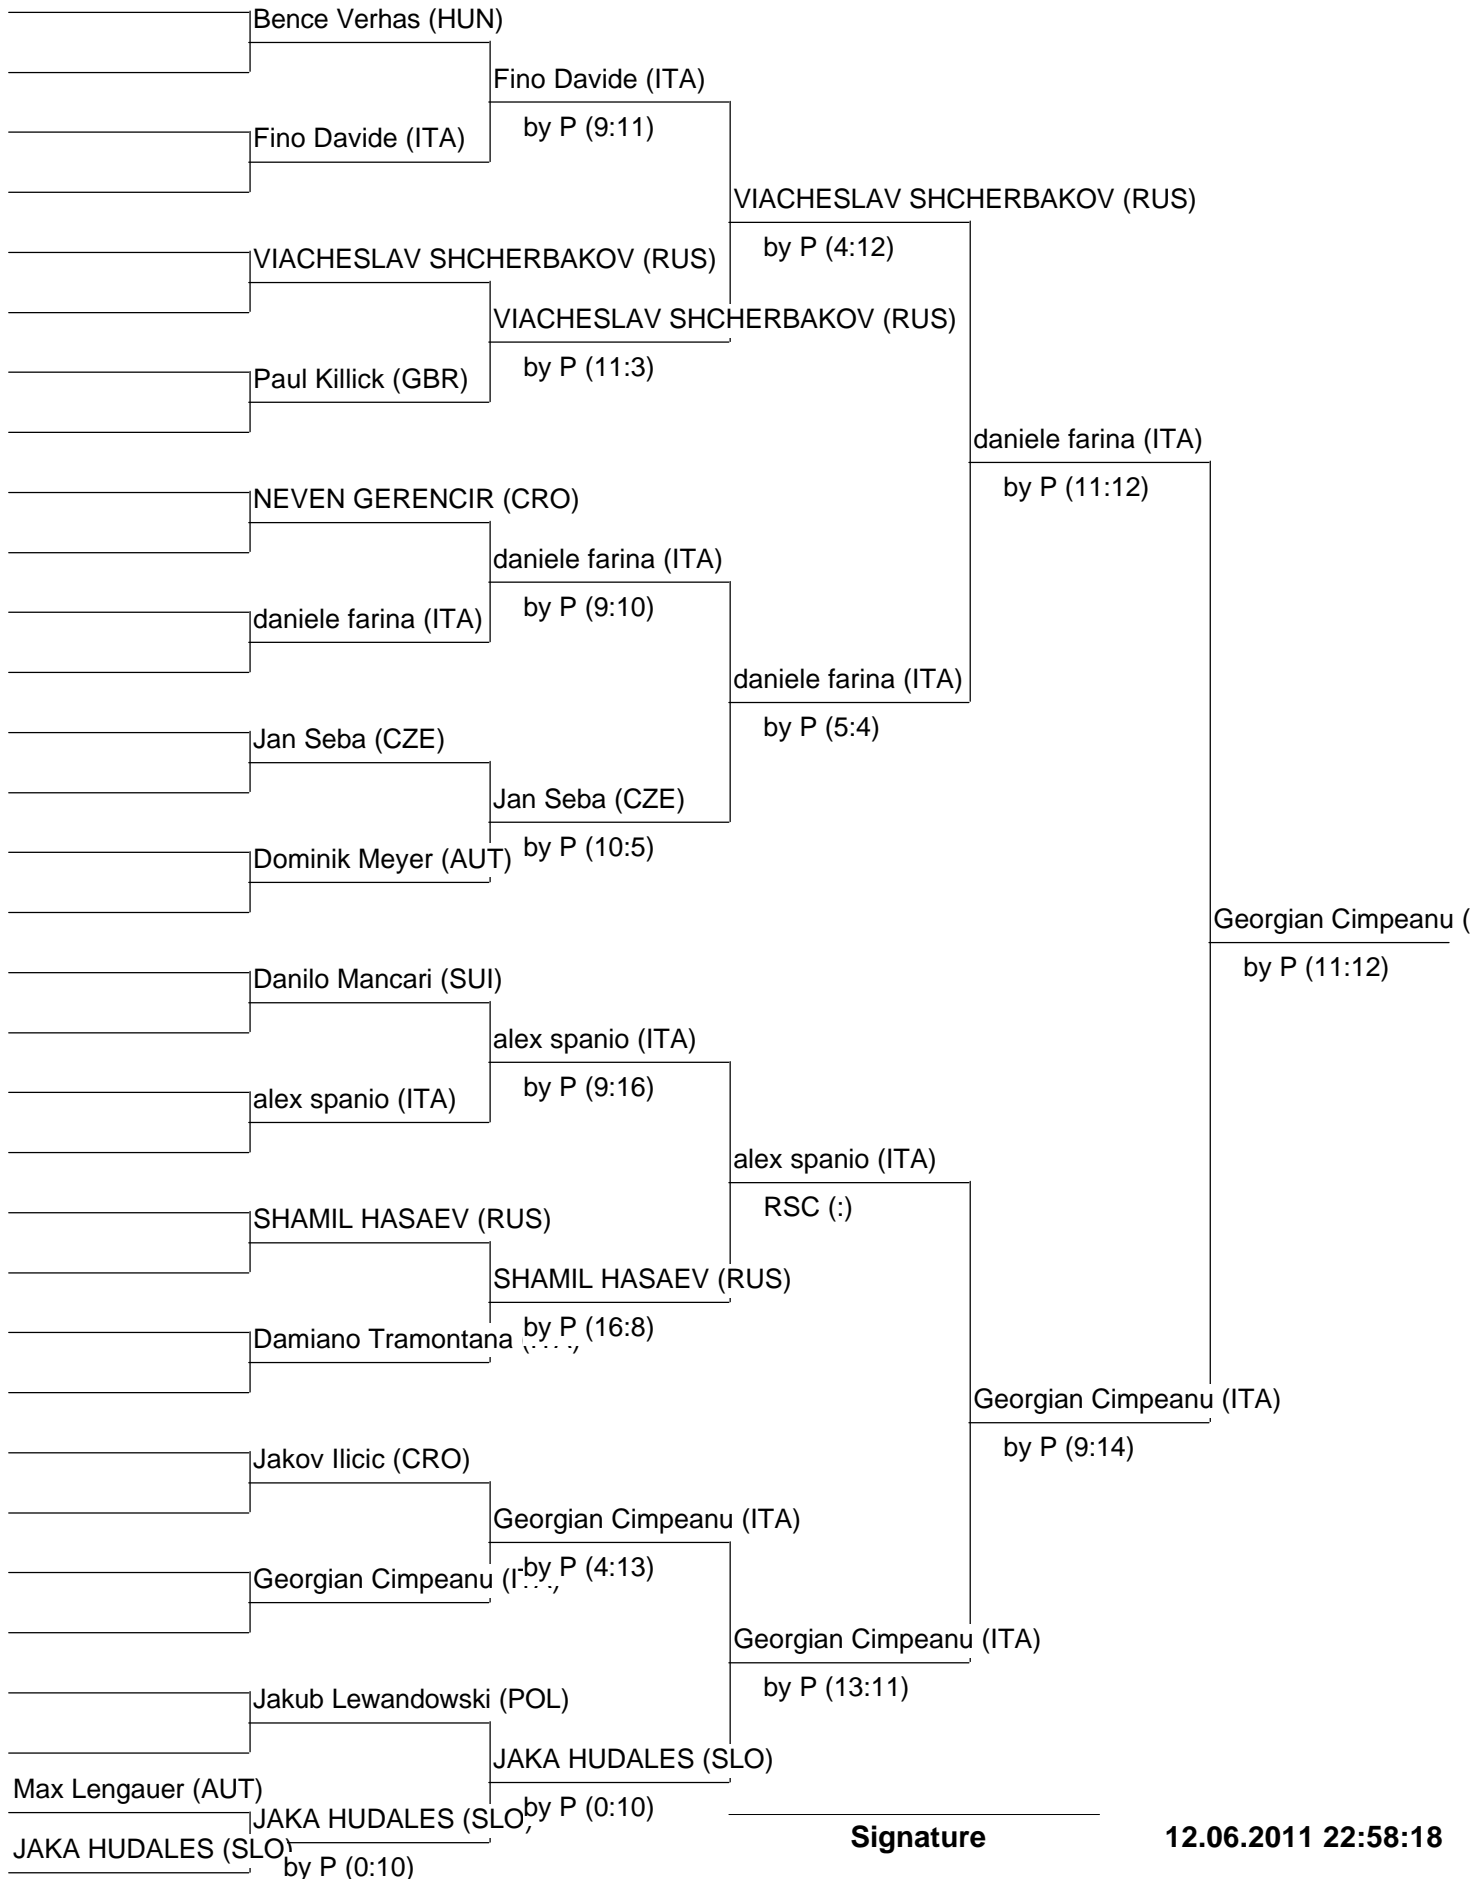 Bence Verhas (HUN)
Fino Davide (ITA)
by P (9:11)
Fino Davide (ITA)
VIACHESLAV SHCHERBAKOV (RUS)
by P (4:12)
VIACHESLAV SHCHERBAKOV (RUS)
VIACHESLAV SHCHERBAKOV (RUS)
by P (11:3)
Paul Killick (GBR)
daniele farina (ITA)
by P (11:12)
NEVEN GERENCIR (CRO)
daniele farina (ITA)
by P (9:10)
daniele farina (ITA)
daniele farina (ITA)
by P (5:4)
Jan Seba (CZE)
Jan Seba (CZE)
by P (10:5)
Dominik Meyer (AUT)
Georgian Cimpeanu (
by P (11:12)
Danilo Mancari (SUI)
alex spanio (ITA)
by P (9:16)
alex spanio (ITA)
alex spanio (ITA)
RSC (:)
SHAMIL HASAEV (RUS)
SHAMIL HASAEV (RUS)
by P (16:8)
Damiano Tramontana
Georgian Cimpeanu (ITA)
by P (9:14)
Jakov Ilicic (CRO)
Georgian Cimpeanu (ITA)
by P (4:13)
Georgian Cimpeanu
Georgian Cimpeanu (ITA)
by P (13:11)
Jakub Lewandowski (POL)
JAKA HUDALES (SLO)
by P (0:10)
Max Lengauer (AUT)
JAKA HUDALES (SLO)
JAKA HUDALES (SLO)
by P (0:10)
Signature
12.06.2011 22:58:18